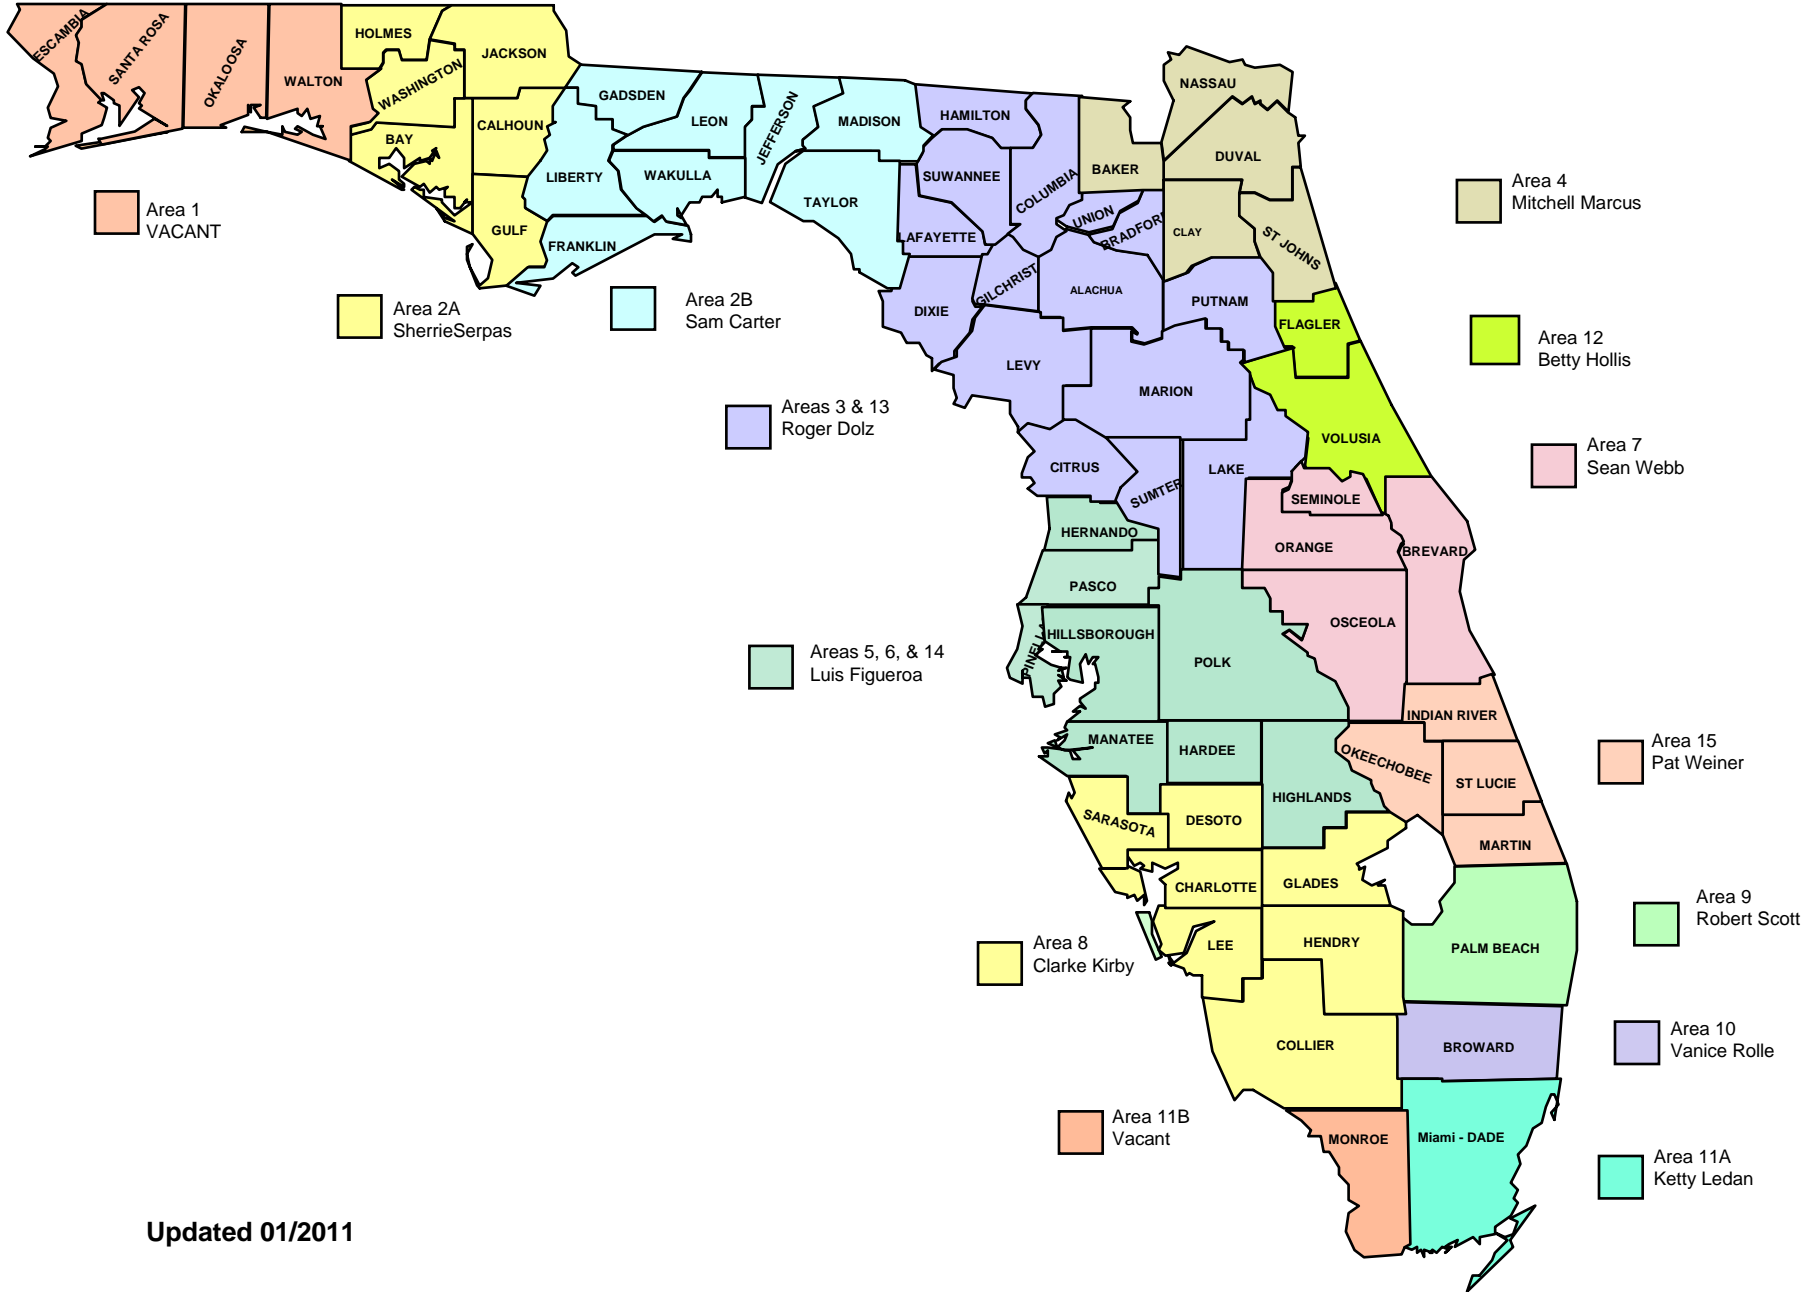 ESCAMBIA
SANTA ROSA
OKALOOSA
WALTON
HOLMES
JACKSON
WASHINGTON
BAY
CALHOUN
GULF
GADSDEN
LEON
JEFFERSON
MADISON
LIBERTY
WAKULLA
FRANKLIN
TAYLOR
HAMILTON
SUWANNEE
COLUMBIA
BAKER
NASSAU
DUVAL
UNION
BRADFOR
CLAY
ST JOHNS
AFAYETTE
DIXIE
GILCHRIST
ALACHUA
PUTNAM
FLAGLER
LEVY
MARION
VOLUSIA
CITRUS
SUMTER
LAKE
SEMINOLE
HERNANDO
ORANGE
BREVARD
PASCO
OSCEOLA
PINELL
HILLSBOROUGH
POLK
INDIAN RIVER
MANATEE
HARDEE
HIGHLANDS
OKEECHOBEE
ST LUCIE
SARASOTA
DESOTO
MARTIN
CHARLOTTE
GLADES
LEE
HENDRY
PALM BEACH
COLLIER
BROWARD
MONROE
Miami - DADE
Area 1
VACANT
Area 2A
SherrieSerpas
Area 2B
Sam Carter
Areas 3 & 13
Roger Dolz
Area 4
Mitchell Marcus
Area 12
Betty Hollis
Area 7
Sean Webb
Areas 5, 6, & 14
Luis Figueroa
Area 15
Pat Weiner
Area 9
Robert Scott
Area 8
Clarke Kirby
Area 10
Vanice Rolle
Area 11B
Vacant
Area 11A
Ketty Ledan
Updated 01/2011